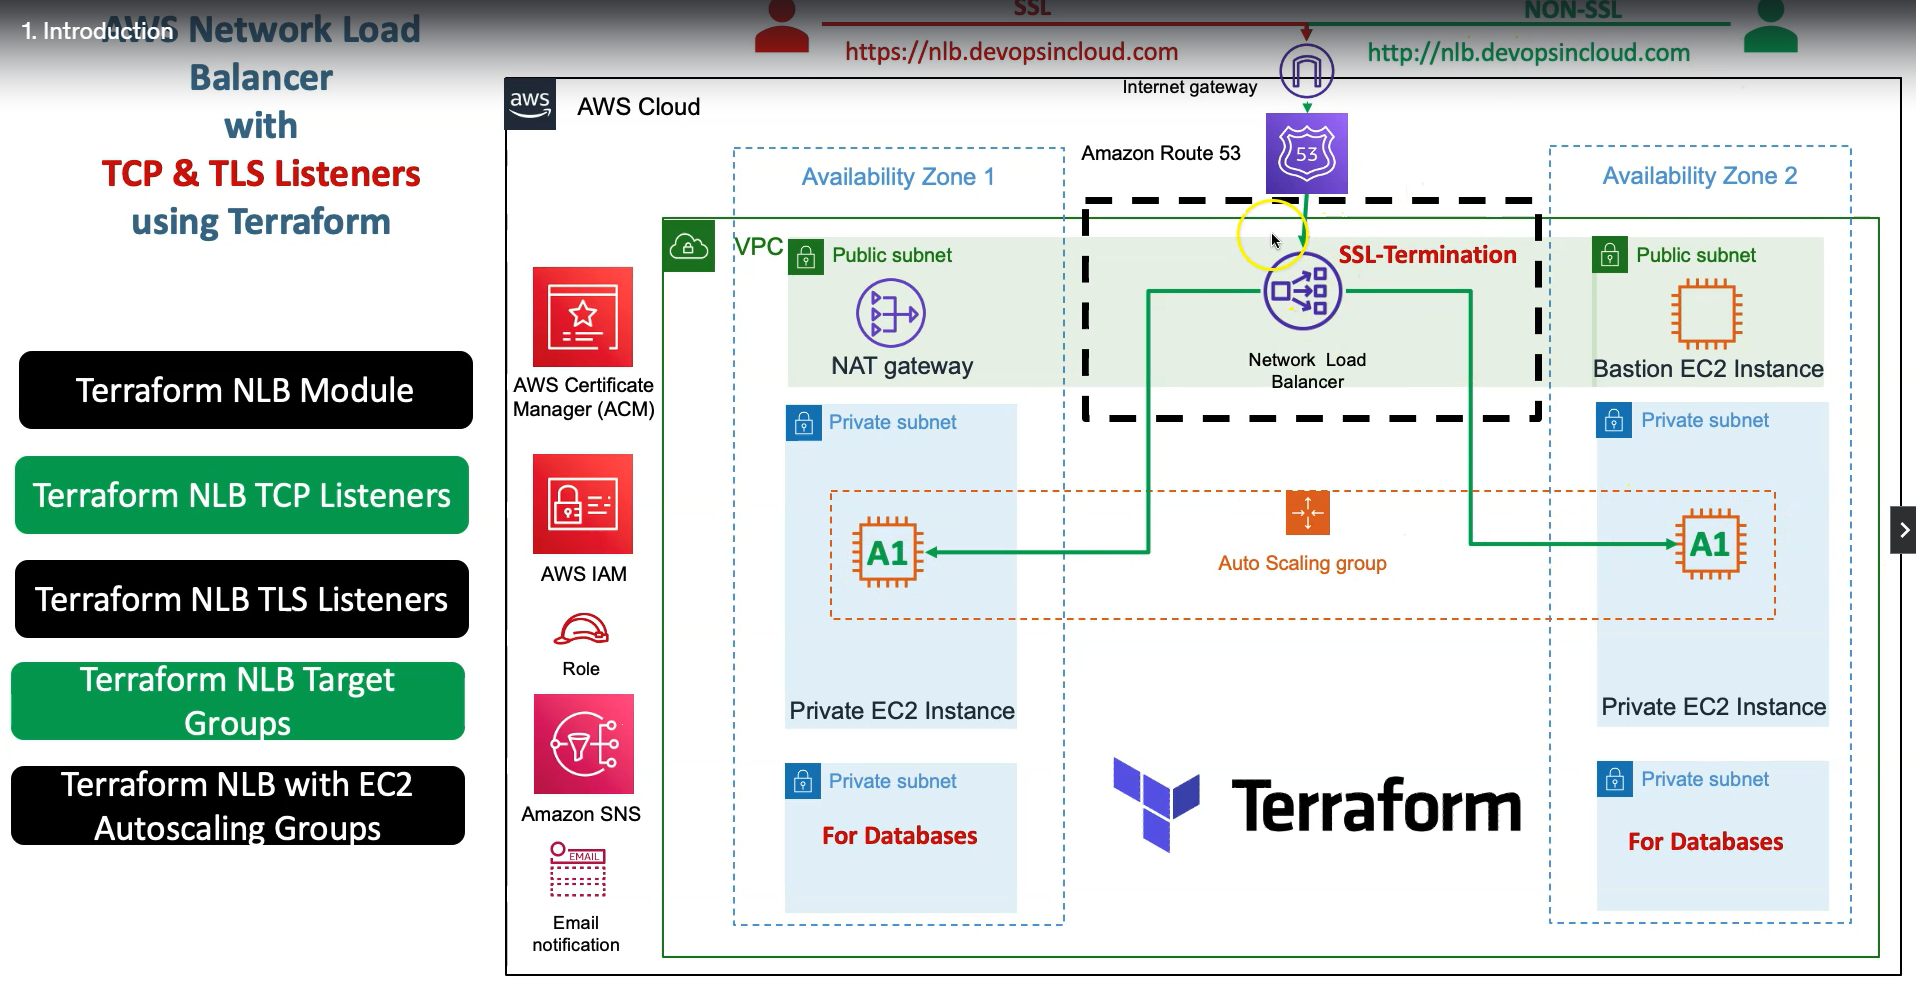 1. Introduction
AWS Network Load
Balancer
with
TCP & TLS Listeners
using Terraform
Terraform NLB Module
Terraform NLB TCP Listeners
Terraform NLB TLS Listeners
Terraform NLB Target
Groups
Terraform NLB with EC2
Autoscaling Groups
SSL
https://nlb.devopsincloud.com
NON-SSL
http://nlb.devopsincloud.com
Internet gateway
aws
AWS Cloud
Amazon Route 53
53
Availability Zone 1
Availability Zone 2
VPC
Public subnet
NAT gateway
SSL-Termination
Network Load
Balancer
Public subnet
Bastion EC2 Instance
AWS Certificate
Manager (ACM)
AWS IAM
Role
Amazon SNS
EMAIL
Email
notification
Private subnet
A1
Private EC2 Instance
Auto Scaling group
Private subnet
A1
Private EC2 Instance
Private subnet
For Databases
Terraform
Private subnet
For Databases